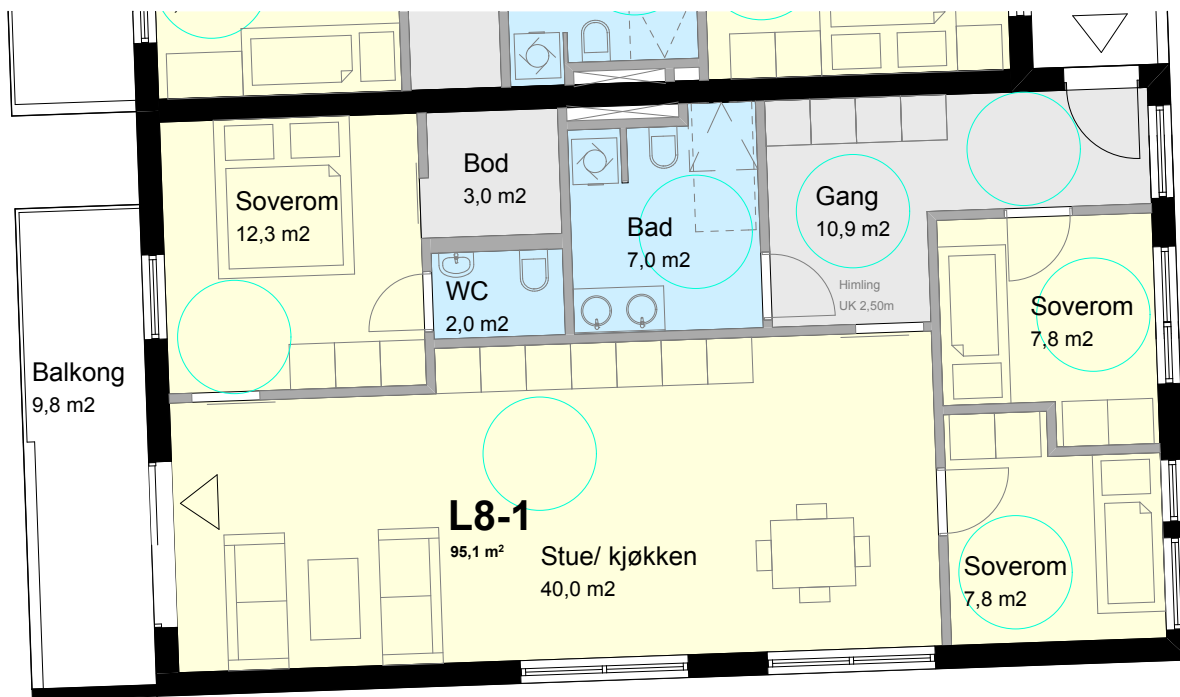 Soverom
12,3 m2
Bod
3,0 m2
WC
2,0 m2
Bad
7,0 m2
Gang
10,9 m2
Himling
UK 2,50m
Soverom
7,8 m2
Balkong
9,8 m2
L8-1
95,1 m²
Stue/ kjøkken
40,0 m2
Soverom
7,8 m2